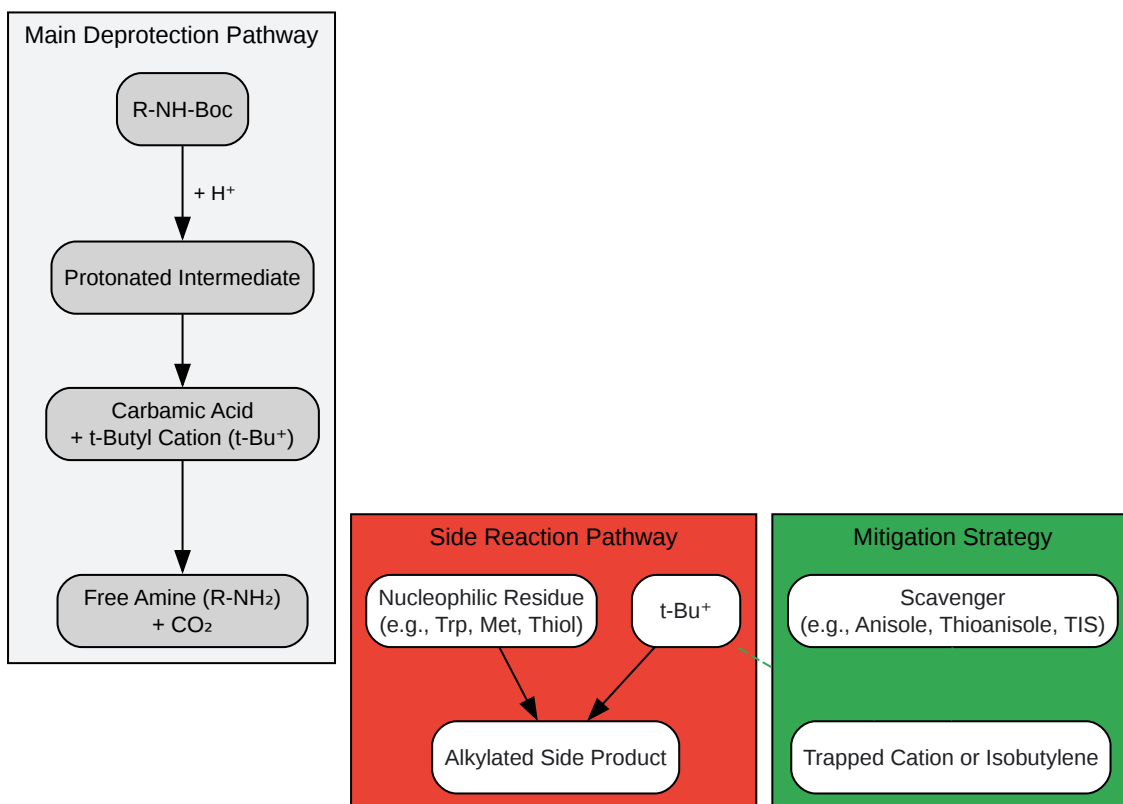 Main Deprotection Pathway
R-NH-Boc
+ H⁺
Protonated Intermediate
Carbamic Acid
+ t-Butyl Cation (t-Bu⁺)
Free Amine (R-NH₂)
+ CO₂
Side Reaction Pathway
Nucleophilic Residue
(e.g., Trp, Met, Thiol)
t-Bu⁺
Alkylated Side Product
Mitigation Strategy
Scavenger
(e.g., Anisole, Thioanisole, TIS)
Trapped Cation or Isobutylene